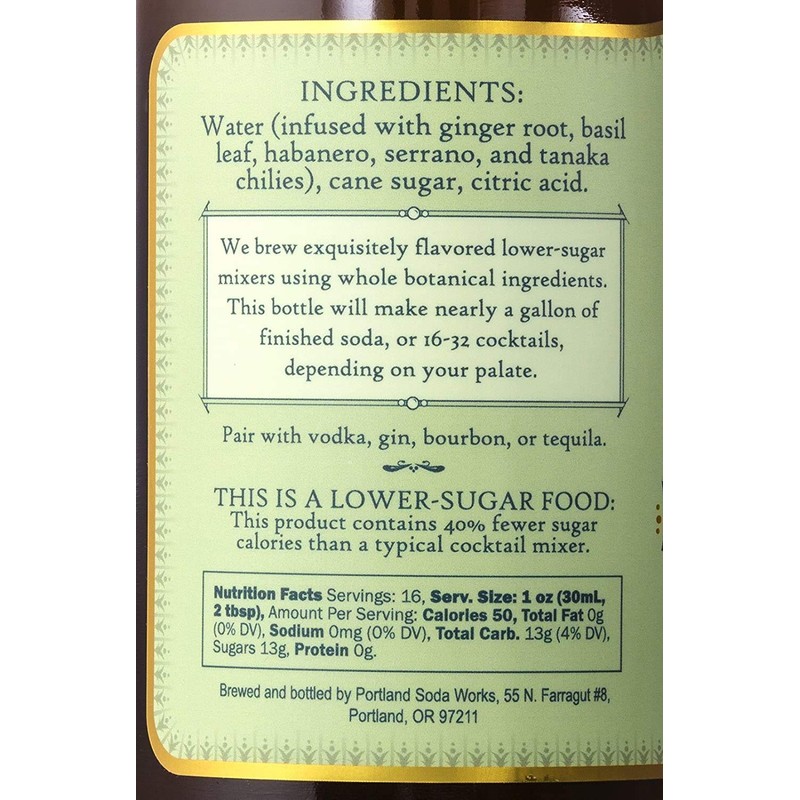 INGREDIENTS:
Water (infused with ginger root, basil
leaf, habanero, serrano, and tanaka
chilies), cane sugar, citric acid.
We brew exquisitely flavored lower-sugar
mixers using whole botanical ingredients.
This bottle will make nearly a gallon of
finished soda, or 16-32 cocktails,
depending on your palate.
Pair with vodka, gin, bourbon, or tequila.
THIS IS A LOWER-SUGAR FOOD:
This product contains 40% fewer sugar
calories than a typical cocktail mixer.
Nutrition Facts Servings: 16, Serv. Size: 1 oz (30mL,
2 tbsp), Amount Per Serving: Calories 50, Total Fat 0g
(0% DV), Sodium 0mg (0% DV), Total Carb. 13g (4% DV),
Sugars 13g, Protein 0g.
Brewed and bottled by Portland Soda Works, 55 N. Farragut #8,
Portland, OR 97211